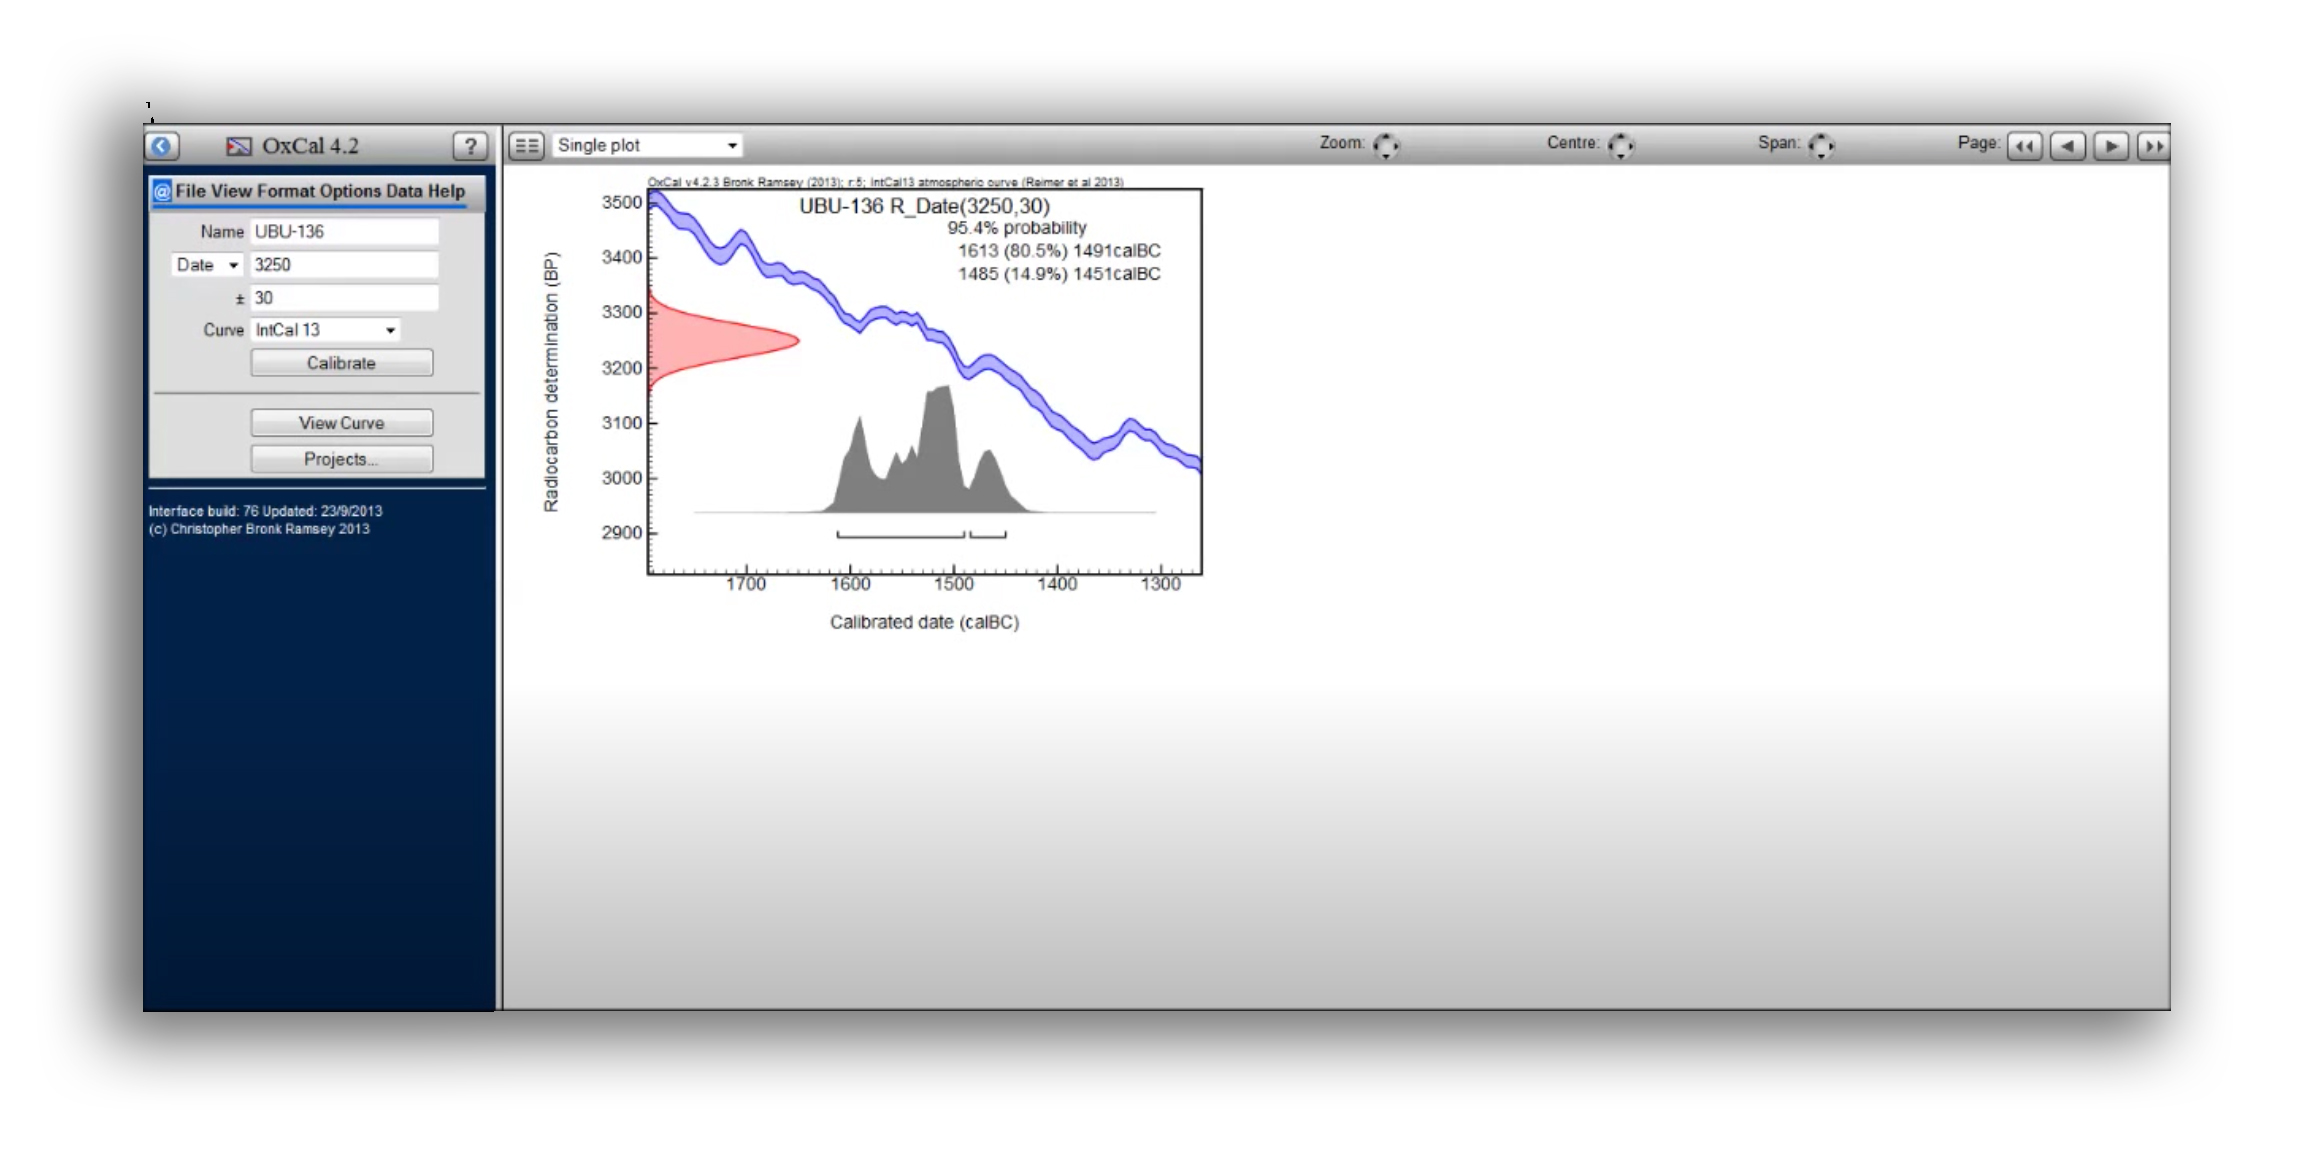 OxCal 4.2
?
@ File View Format Options Data Help
Name UBU-136
Date 3250
± 30
Curve IntCal 13
Calibrate
View Curve
Projects...
Interface build: 76 Updated: 23/9/2013
(c) Christopher Bronk Ramsey 2013
Single plot
Zoom:
Centre:
Span:
Page:
OxCal v4.2.3 Bronk Ramsey (2013); r:5; IntCal13 atmospheric curve (Reimer et al 2013)
UBU-136 R_Date(3250,30)
95.4% probability
1613 (80.5%) 1491calBC
1485 (14.9%) 1451calBC
Radiocarbon determination (BP)
3500
3400
3300
3200
3100
3000
2900
1700 1600 1500 1400 1300
Calibrated date (calBC)